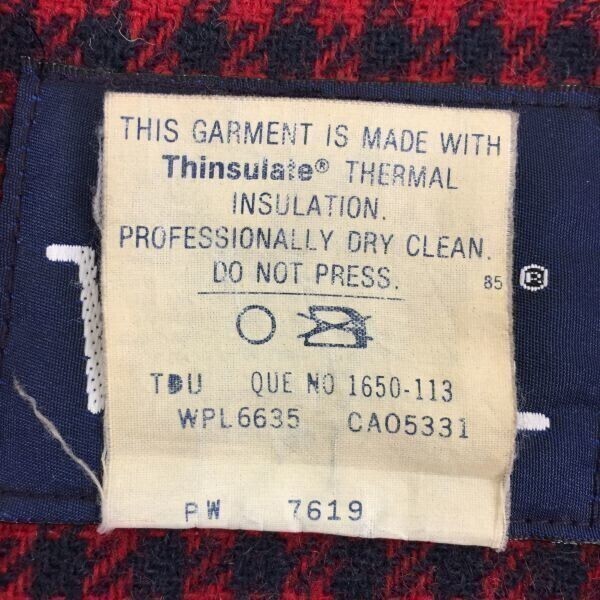 THIS GARMENT IS MADE WITH
Thinsulate® THERMAL
INSULATION.
PROFESSIONALLY DRY CLEAN.
DO NOT PRESS.
85 ®
TDU QUE NO 1650-113
WPL6635 CAO5331
PW 7619